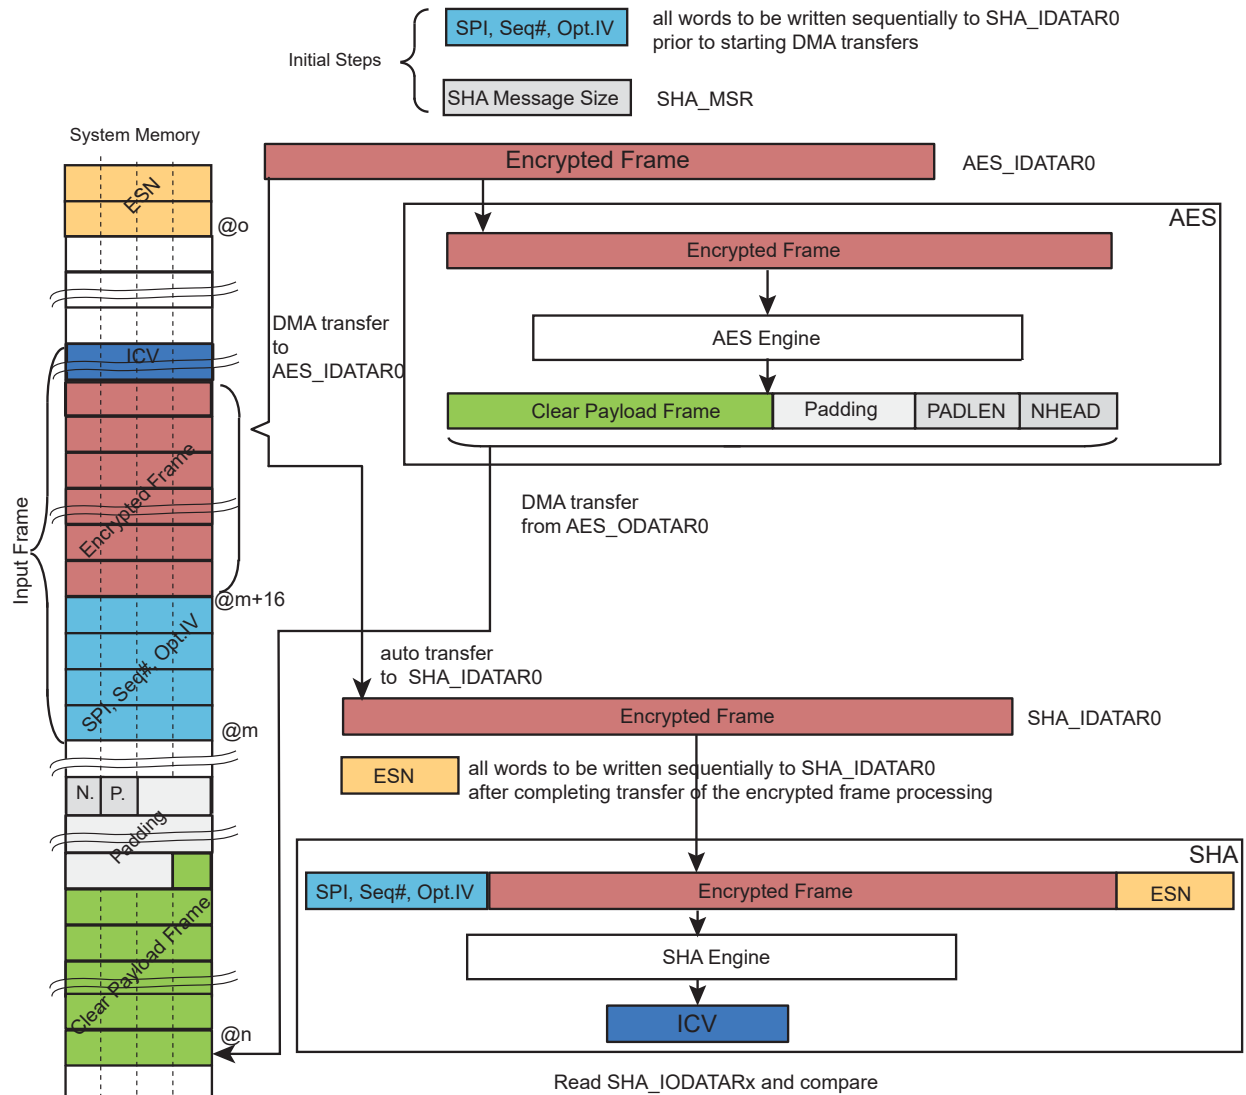 SPI, Seq#, Opt.IV
all words to be written sequentially to SHA_IDATAR0
prior to starting DMA transfers
Initial Steps
SHA Message Size
SHA_MSR
System Memory
Encrypted Frame
AES_IDATAR0
ESN
@o
AES
Encrypted Frame
DMA transfer
to
AES_IDATAR0
AES Engine
ICV
Clear Payload Frame
Padding
PADLEN
NHEAD
Encrypted Frame
DMA transfer
from AES_ODATAR0
Input Frame
@m+16
SPI, Seq#, Opt.IV
auto transfer
to SHA_IDATAR0
@m
Encrypted Frame
SHA_IDATAR0
ESN
all words to be written sequentially to SHA_IDATAR0
after completing transfer of the encrypted frame processing
N.
P.
Padding
SHA
SPI, Seq#, Opt.IV
Encrypted Frame
ESN
Clear Payload Frame
SHA Engine
ICV
@n
Read SHA_IODATARx and compare